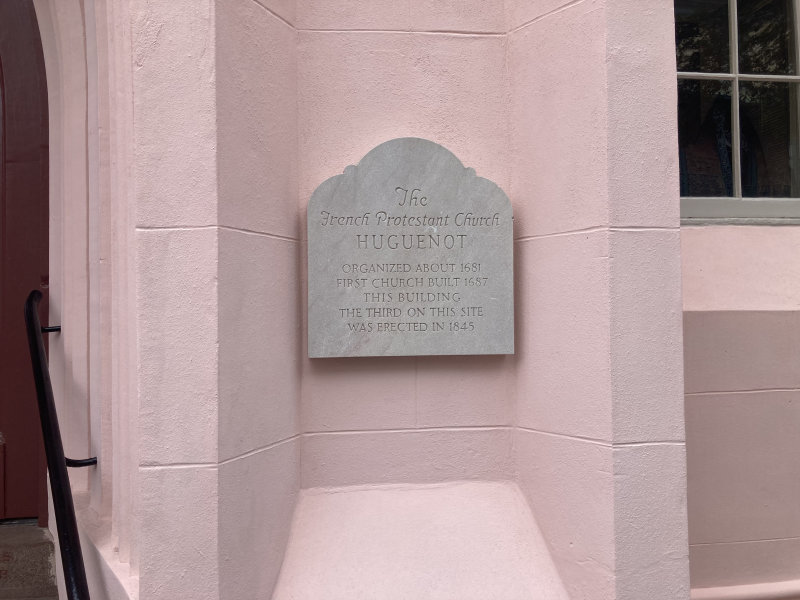 The
French Protestant Church
HUGUENOT
ORGANIZED ABOUT 1681
FIRST CHURCH BUILT 1687
THIS BUILDING
THE THIRD ON THIS SITE
WAS ERECTED IN 1845